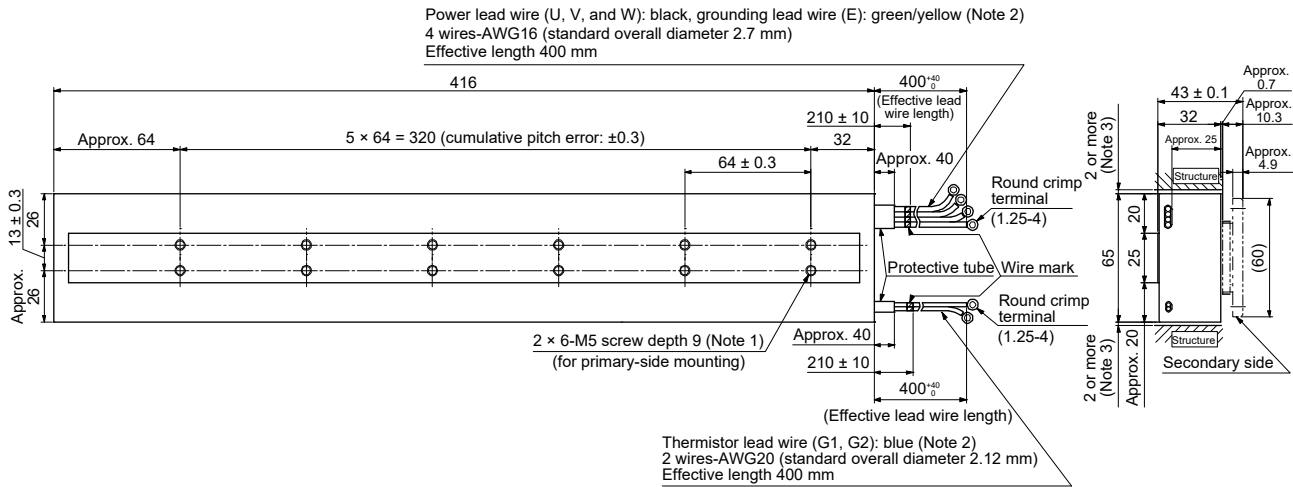 Power lead wire (U, V, and W): black, grounding lead wire (E): green/yellow (Note 2)
4 wires-AWG16 (standard overall diameter 2.7 mm)
Effective length 400 mm
416
400 +40 0
(Effective lead
wire length)
210 ± 10
Approx. 64
5 × 64 = 320 (cumulative pitch error: ±0.3)
32
Approx. 40
64 ± 0.3
13 ± 0.3
26
Approx.
26
Round crimp
terminal
(1.25-4)
Protective tube
Wire mark
Round crimp
terminal
(1.25-4)
2 × 6-M5 screw depth 9 (Note 1)
(for primary-side mounting)
Approx. 40
210 ± 10
400 +40 0
(Effective lead wire length)
Thermistor lead wire (G1, G2): blue (Note 2)
2 wires-AWG20 (standard overall diameter 2.12 mm)
Effective length 400 mm
2 or more
(Note 3)
43 ± 0.1
Approx.
0.7
32
Approx.
10.3
Approx. 25
Approx.
4.9
Structure
65
20
25
Approx. 20
(60)
2 or more
(Note 3)
Structure
Secondary side